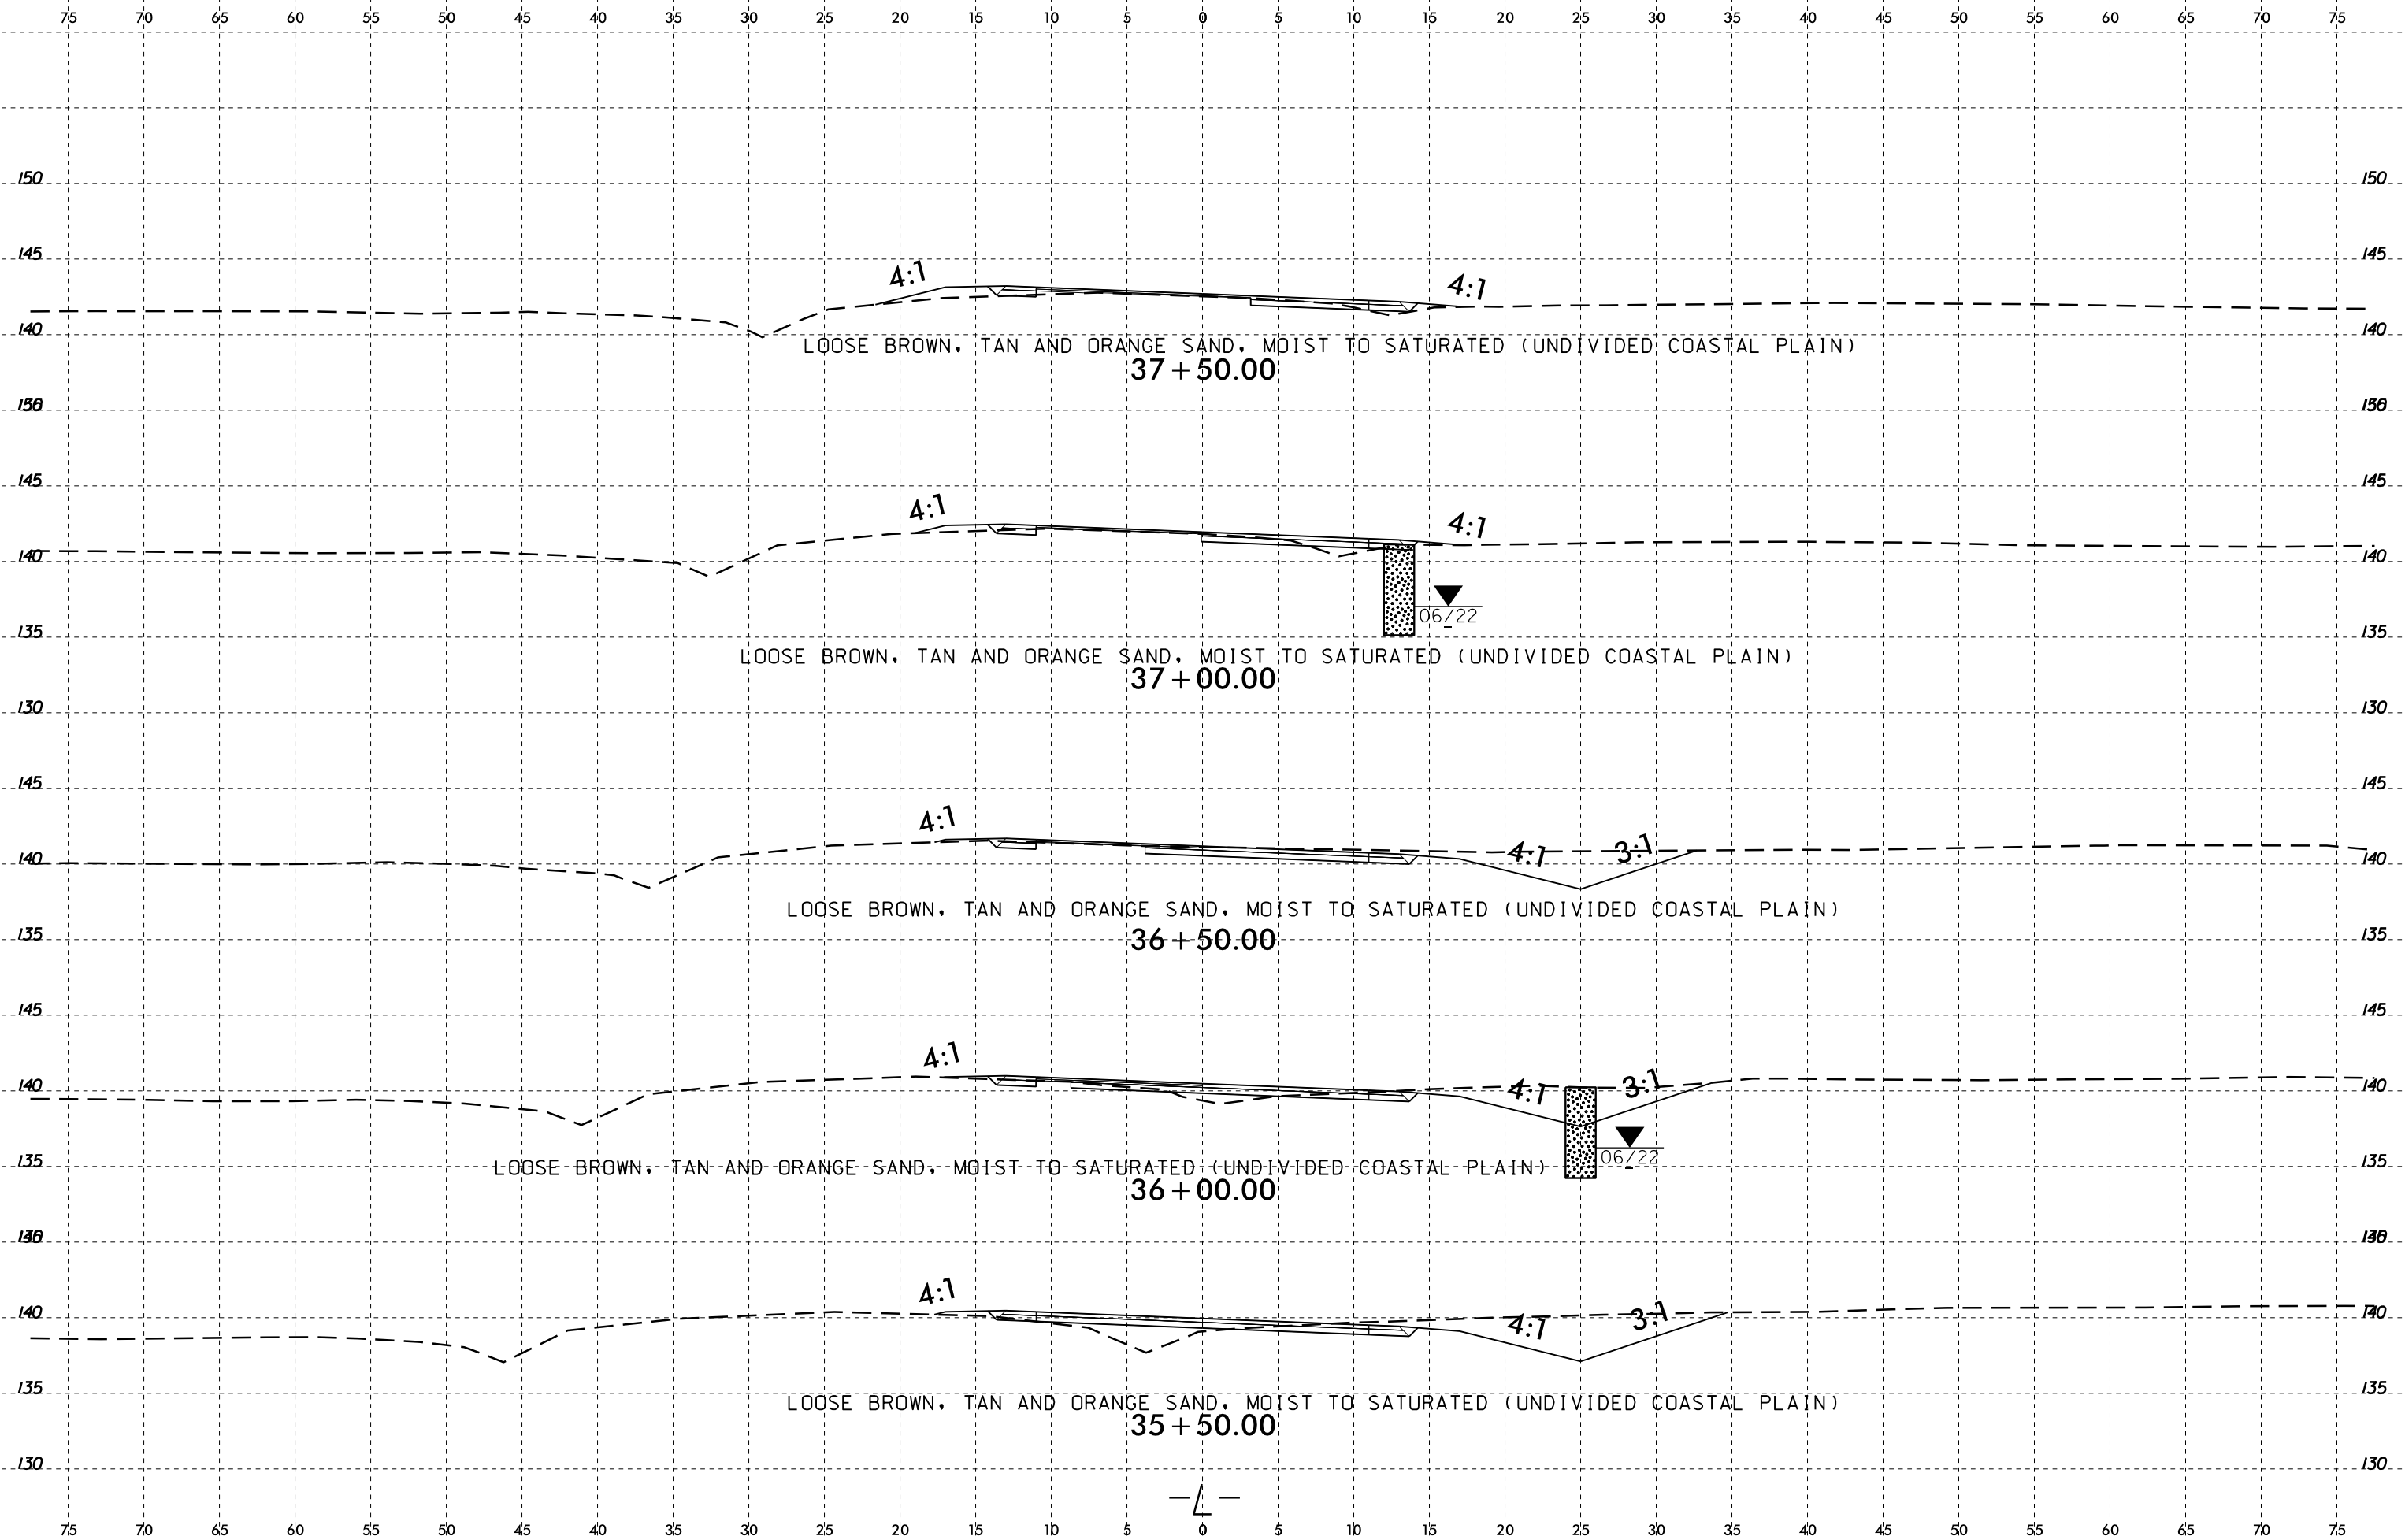 75 70 65 60 55 50 45 40 35 30 25 20 15 10 5 0 5 10 15 20 25 30 35 40 45 50 55 60 65 70 75
150 150
145 145
4:1 4:1
140 140
LOOSE BROWN, TAN AND ORANGE SAND, MOIST TO SATURATED (UNDIVIDED COASTAL PLAIN)
37+50.00
145 145
4:1 4:1
140 140
06/22
135 135
LOOSE BROWN, TAN AND ORANGE SAND, MOIST TO SATURATED (UNDIVIDED COASTAL PLAIN)
37+00.00
130 130
145 145
4:1 4:1 3:1
140 140
LOOSE BROWN, TAN AND ORANGE SAND, MOIST TO SATURATED (UNDIVIDED COASTAL PLAIN)
135 135
36+50.00
145 145
4:1 4:1 3:1
140 140
06/22
135 135
LOOSE BROWN, TAN AND ORANGE SAND, MOIST TO SATURATED (UNDIVIDED COASTAL PLAIN)
36+00.00
4:1 4:1 3:1
140 140
135 135
LOOSE BROWN, TAN AND ORANGE SAND, MOIST TO SATURATED (UNDIVIDED COASTAL PLAIN)
35+50.00
130 130
-L-
75 70 65 60 55 50 45 40 35 30 25 20 15 10 5 0 5 10 15 20 25 30 35 40 45 50 55 60 65 70 75